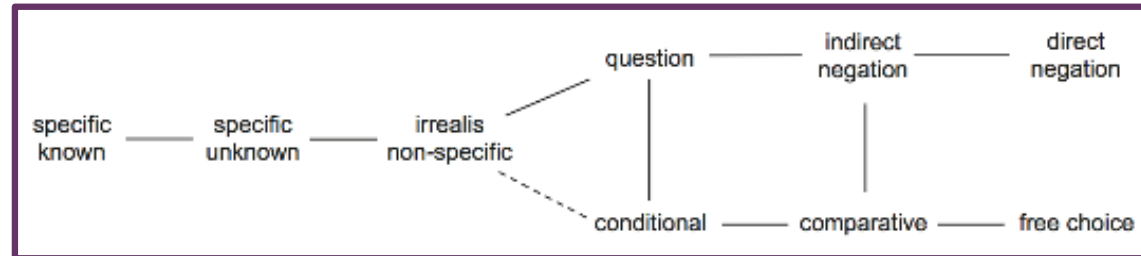 question
indirect
negation
direct
negation
specific
known
specific
unknown
irrealis
non-specific
conditional
comparative
free choice